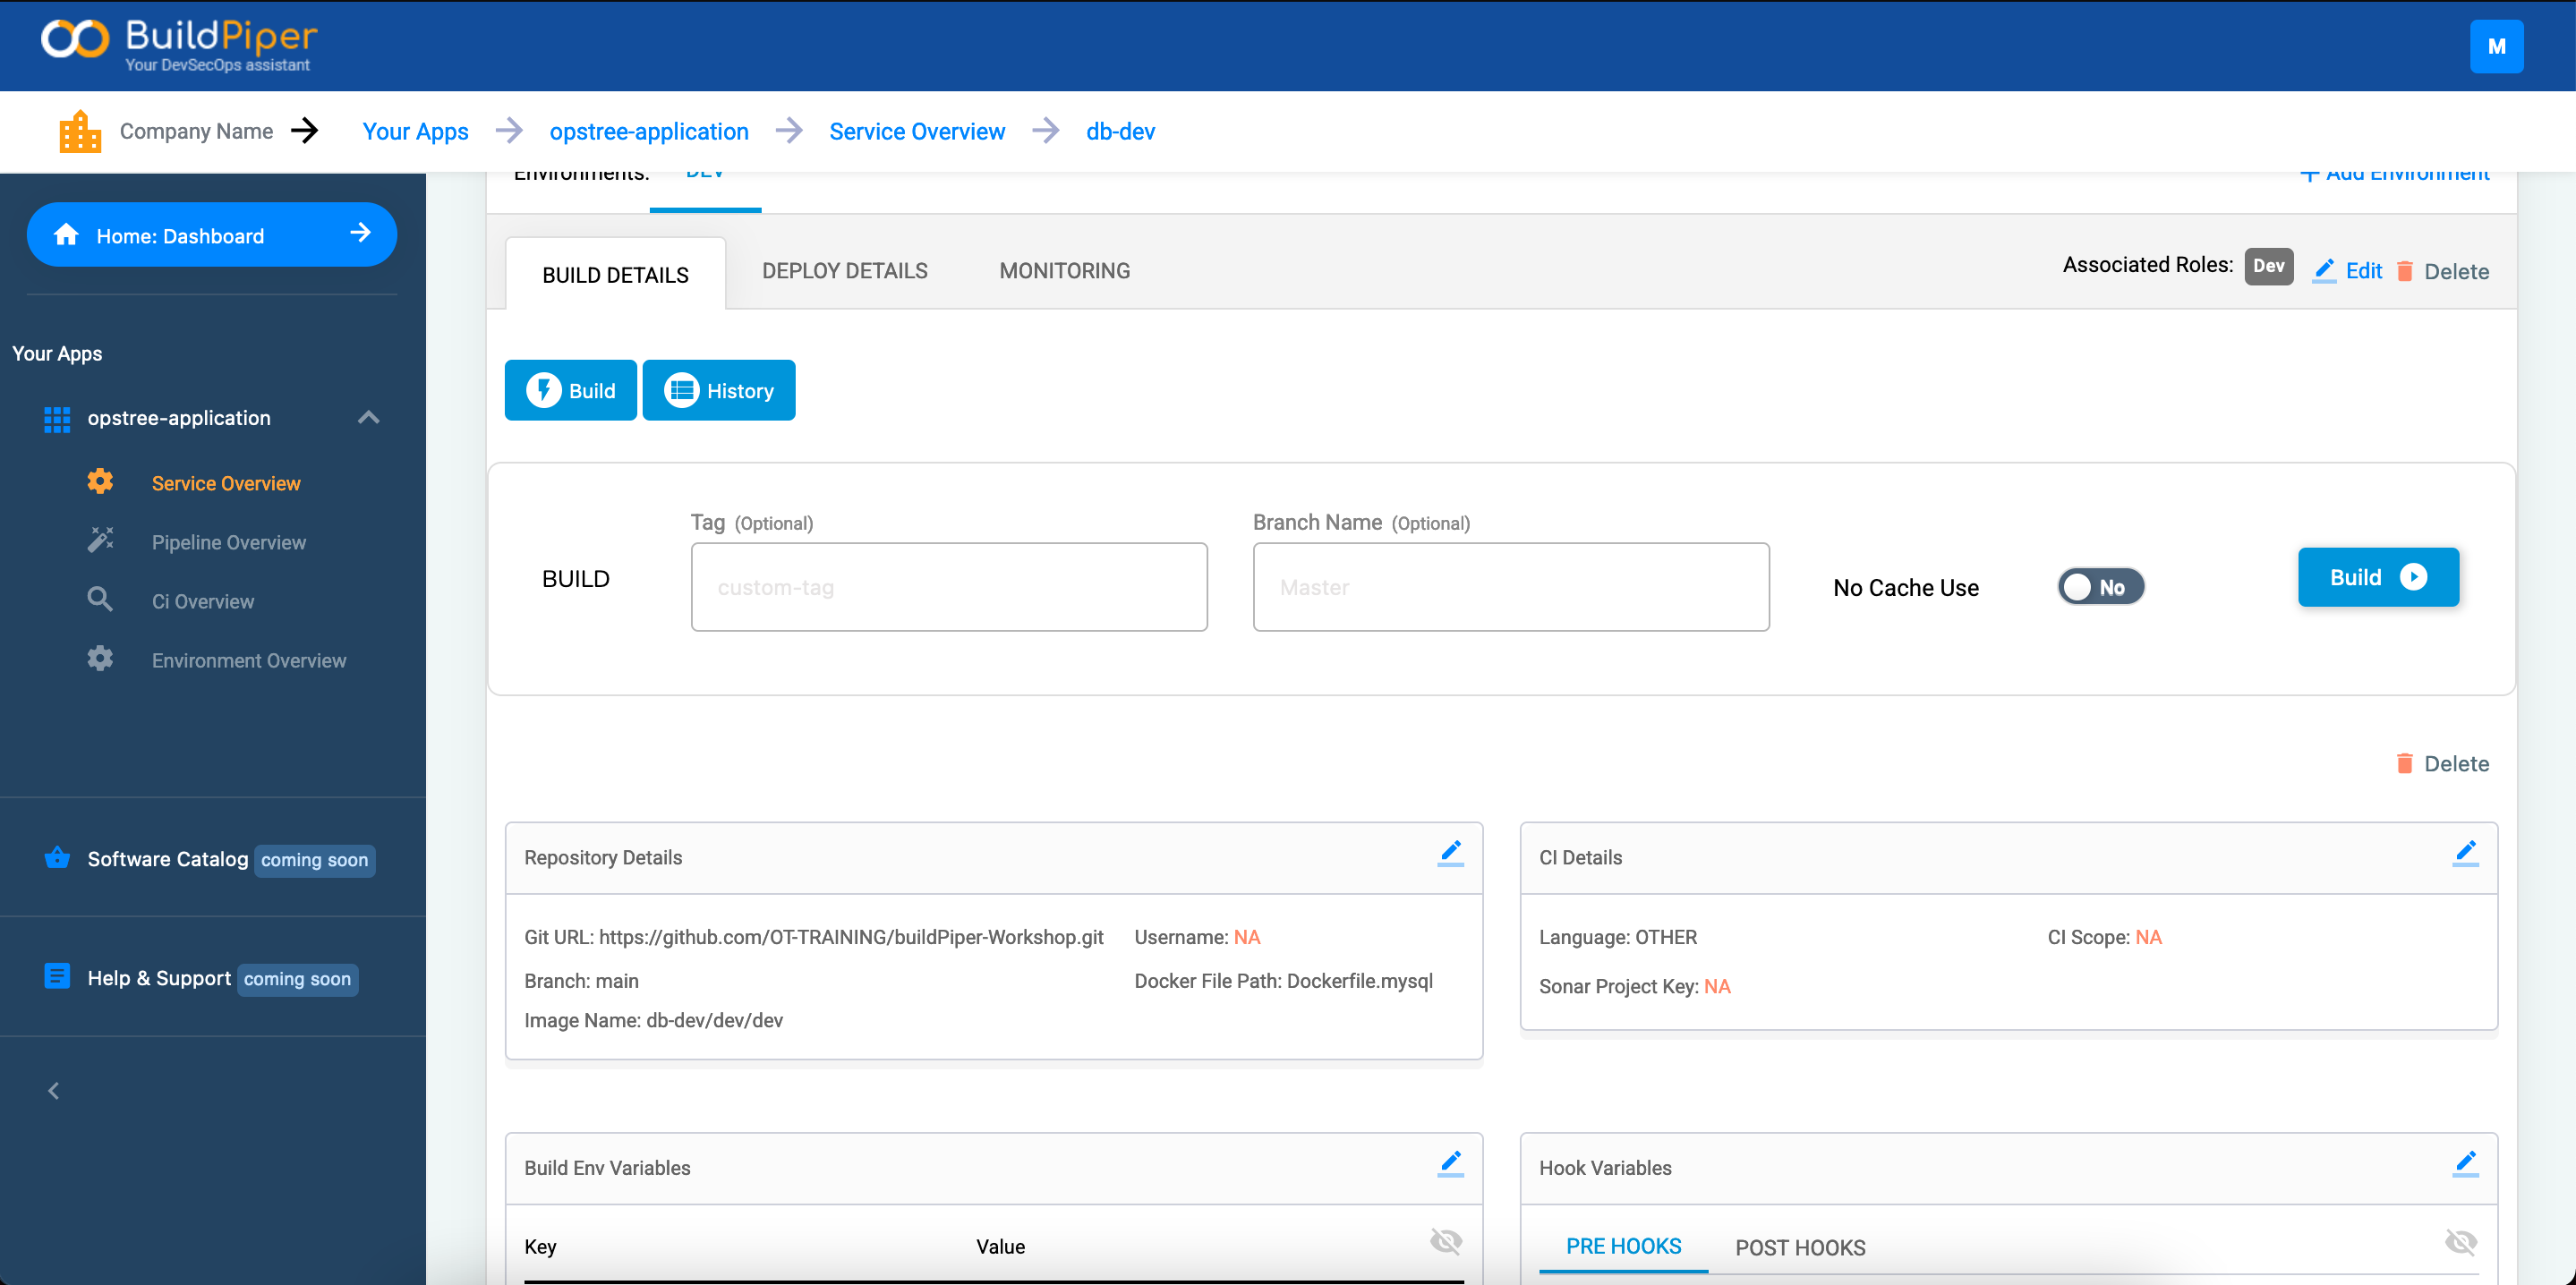 BuildPiper
Your DevSecOps assistant
M
Company Name
Your Apps
opstree-application
Service Overview
db-dev
Environments:
DEV
+ Add Environment
Home: Dashboard
BUILD DETAILS
DEPLOY DETAILS
MONITORING
Associated Roles: Dev
Edit
Delete
Your Apps
opstree-application
Service Overview
Pipeline Overview
Ci Overview
Environment Overview
Software Catalog coming soon
Help & Support coming soon
Build
History
BUILD
Tag (Optional)
custom-tag
Branch Name (Optional)
Master
No Cache Use
No
Build
Delete
Repository Details
Git URL: https://github.com/OT-TRAINING/buildPiper-Workshop.git
Username: NA
Branch: main
Docker File Path: Dockerfile.mysql
Image Name: db-dev/dev/dev
CI Details
Language: OTHER
CI Scope: NA
Sonar Project Key: NA
Build Env Variables
Key
Value
Hook Variables
PRE HOOKS
POST HOOKS